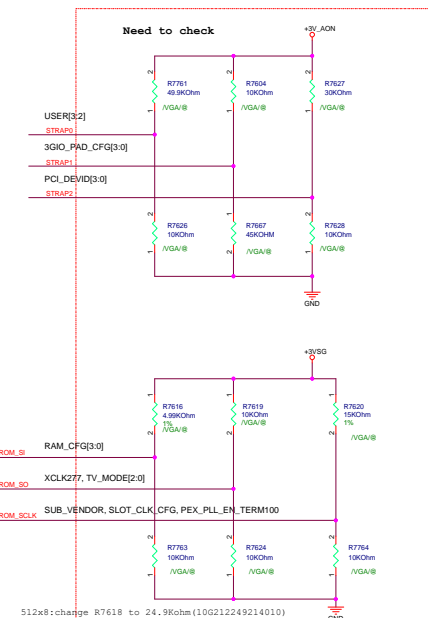 Need to check
+3V_AON
R7761
49.9KOhm
/VGA/@
R7604
10KOhm
/VGA/@
R7627
30KOhm
/VGA/@
USER[3:2]
STRAP0
3GIO_PAD_CFG[3:0]
STRAP1
PCI_DEVID[3:0]
STRAP2
R7626
10KOhm
/VGA/@
R7667
45KOHM
/VGA/@
R7628
10KOhm
/VGA/@
GND
+3VSG
R7616
4.99KOhm
1%
/VGA/@
R7619
10KOhm
/VGA/@
R7620
15KOhm
1%
/VGA/@
ROM_SI
RAM_CFG[3:0]
ROM_SO
XCLK277, TV_MODE[2:0]
ROM_SCLK
SUB_VENDOR, SLOT_CLK_CFG, PEX_PLL_EN_TERM100
R7763
10KOhm
/VGA/@
R7624
10KOhm
/VGA/@
R7764
10KOhm
/VGA/@
512x8:change R7618 to 24.9Kohm(10G212249214010)
GND